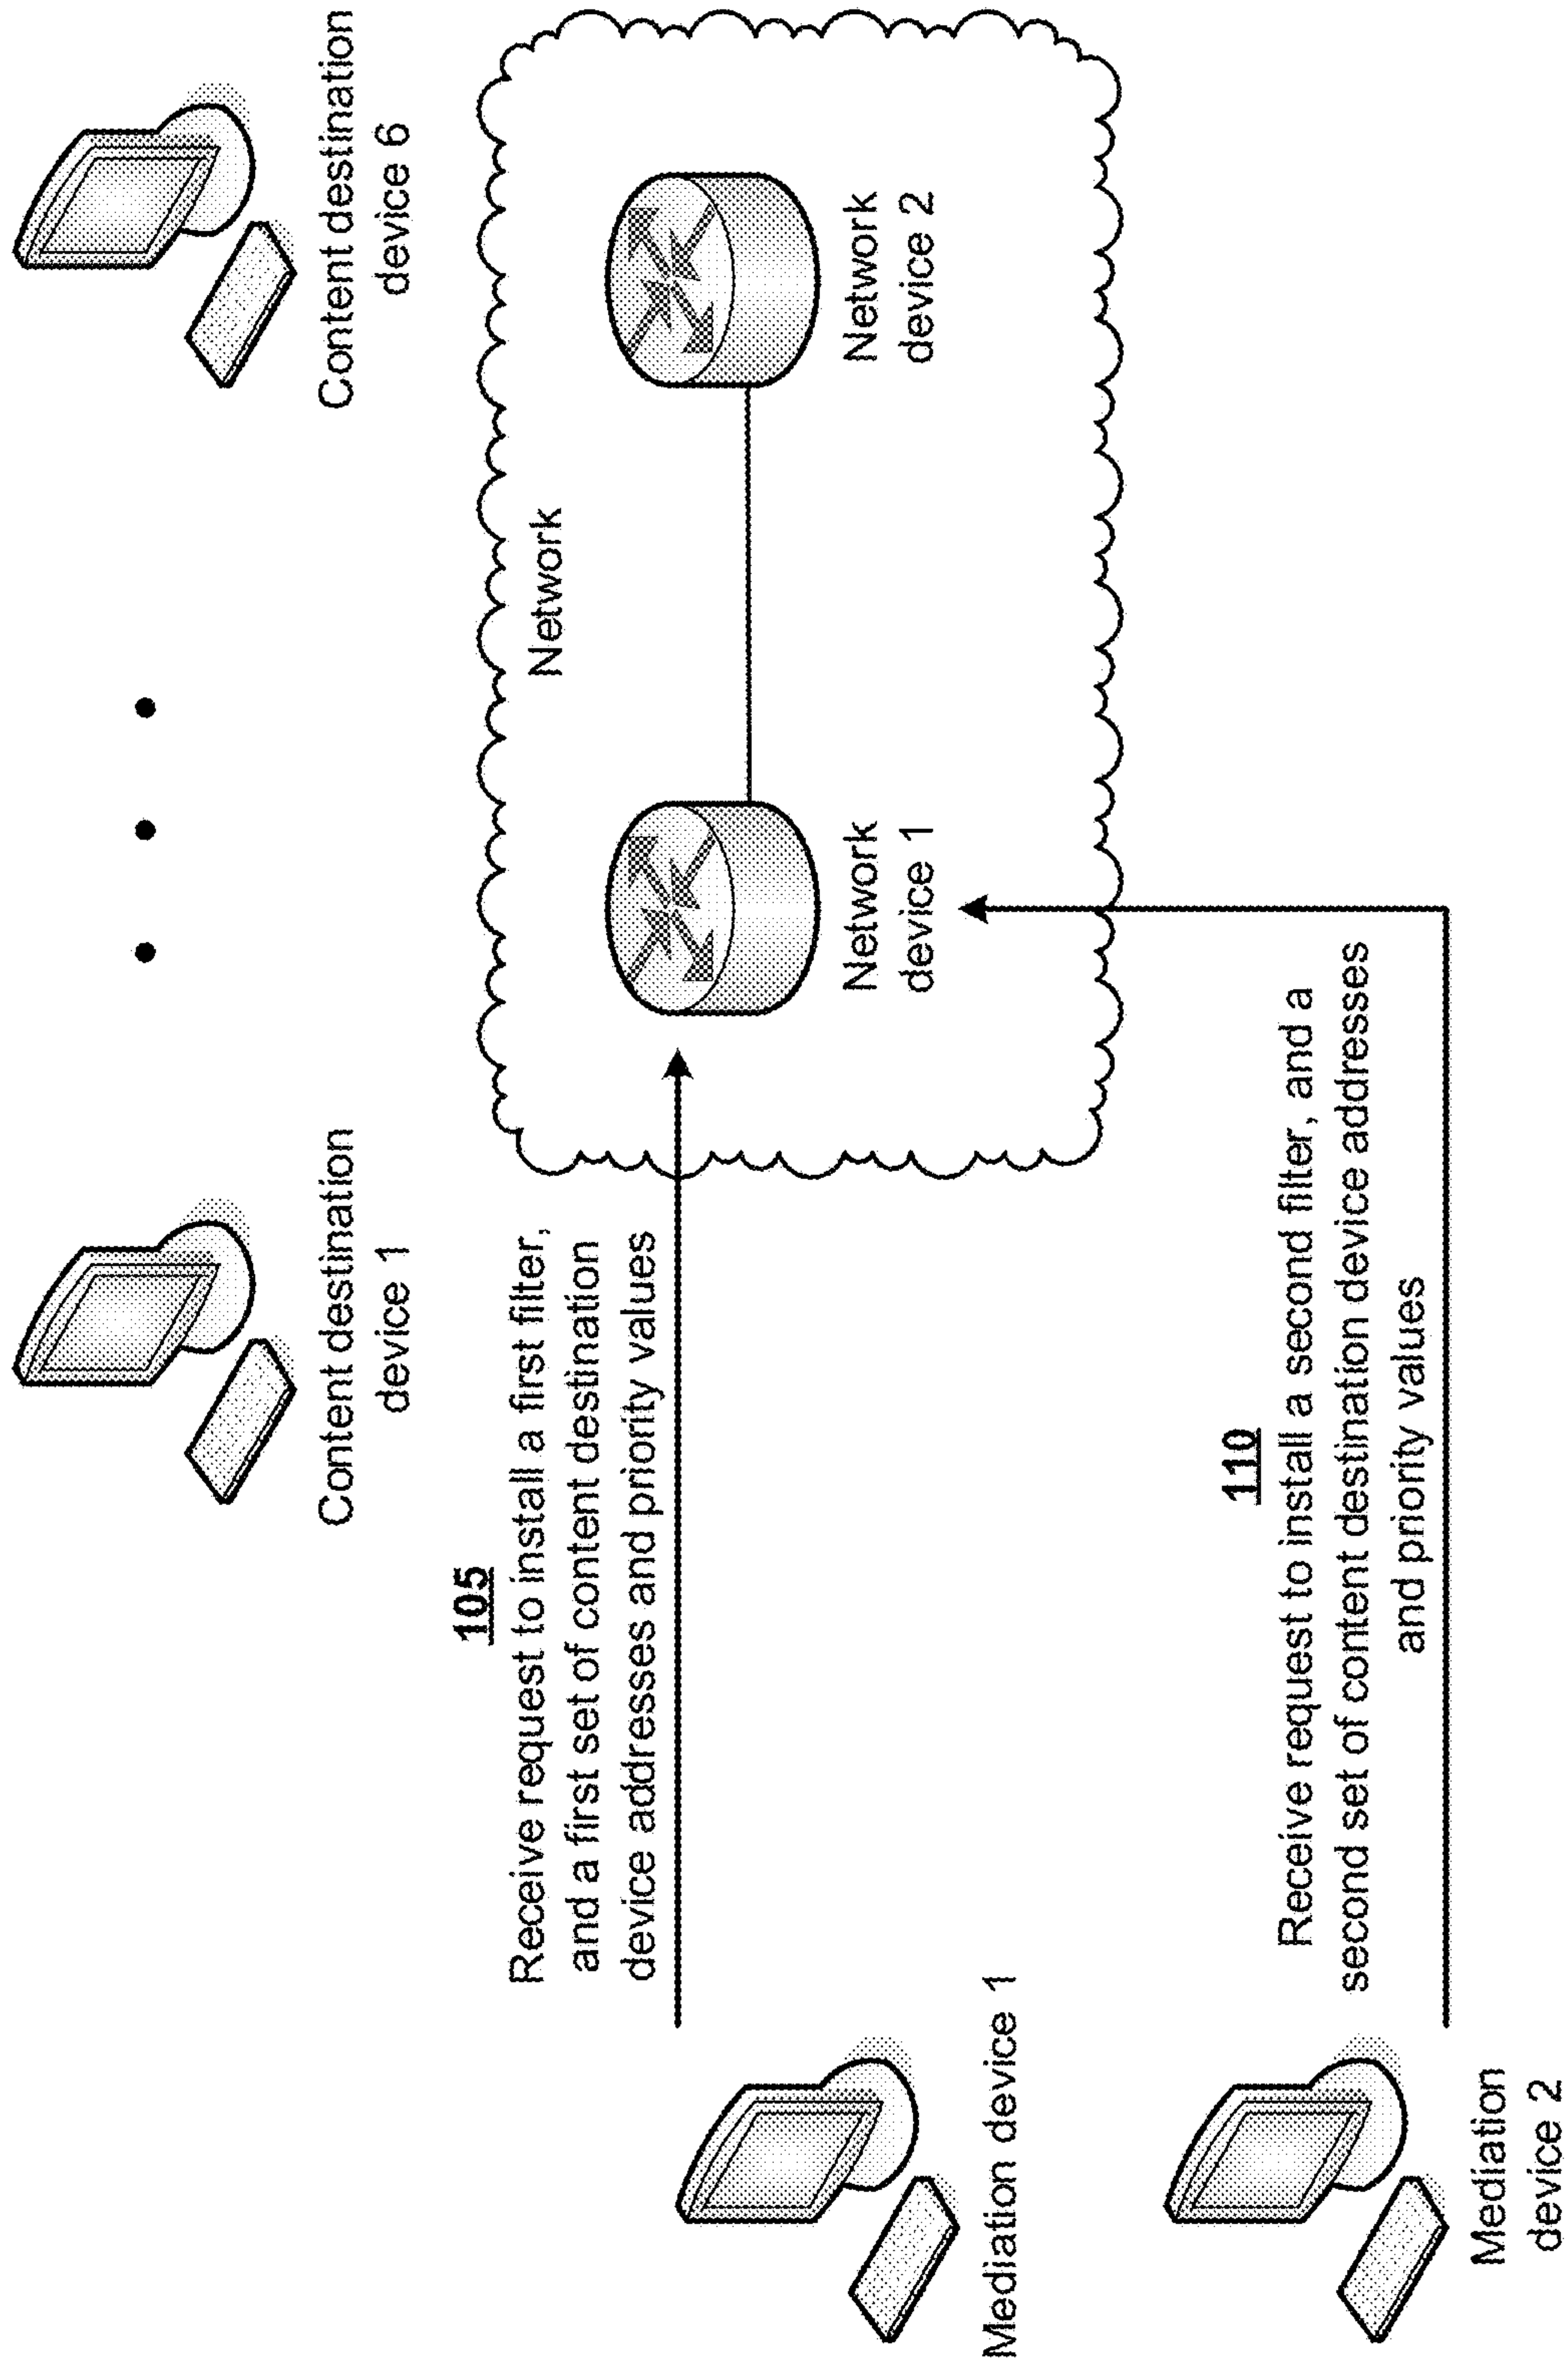 Content destination
device 1
Content destination
device 6
105
Receive request to install a first filter,
and a first set of content destination
device addresses and priority values
Network
Network
device 1
Network
device 2
Mediation device 1
110
Receive request to install a second filter, and a
second set of content destination device addresses
and priority values
Mediation
device 2